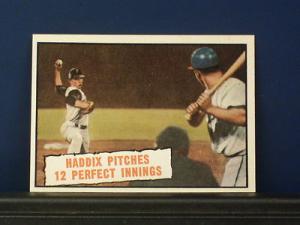 HADDIX PITCHES
12 PERFECT INNINGS